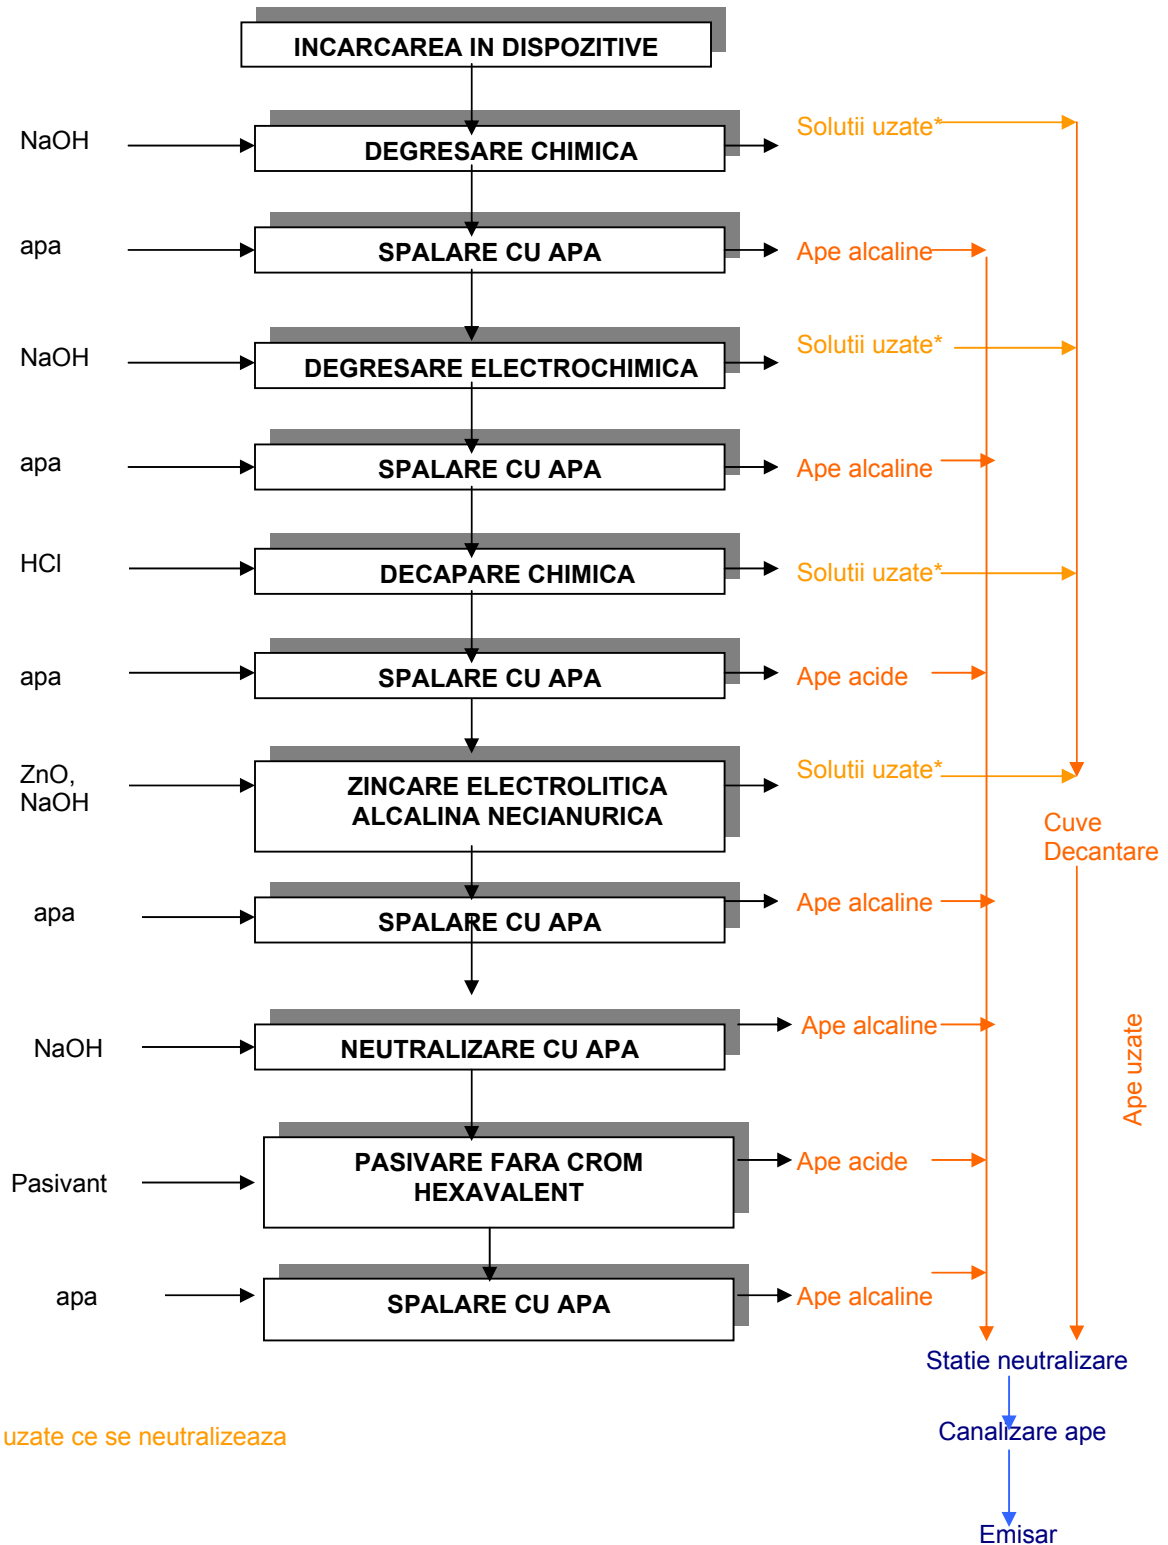 INCARCAREA IN DISPOZITIVE
NaOH
DEGRESARE CHIMICA
Solutii uzate*
apa
SPALARE CU APA
Ape alcaline
NaOH
DEGRESARE ELECTROCHIMICA
Solutii uzate*
apa
SPALARE CU APA
Ape alcaline
HCl
DECAPARE CHIMICA
Solutii uzate*
apa
SPALARE CU APA
Ape acide
ZnO,
NaOH
ZINCARE ELECTROLITICA
ALCALINA NECIANURICA
Solutii uzate*
Cuve
Decantare
apa
SPALARE CU APA
Ape alcaline
NaOH
NEUTRALIZARE CU APA
Ape alcaline
Ape uzate
Pasivant
PASIVARE FARA CROM
HEXAVALENT
Ape acide
apa
SPALARE CU APA
Ape alcaline
Statie neutralizare
uzate ce se neutralizeaza
Canalizare ape
Emisar